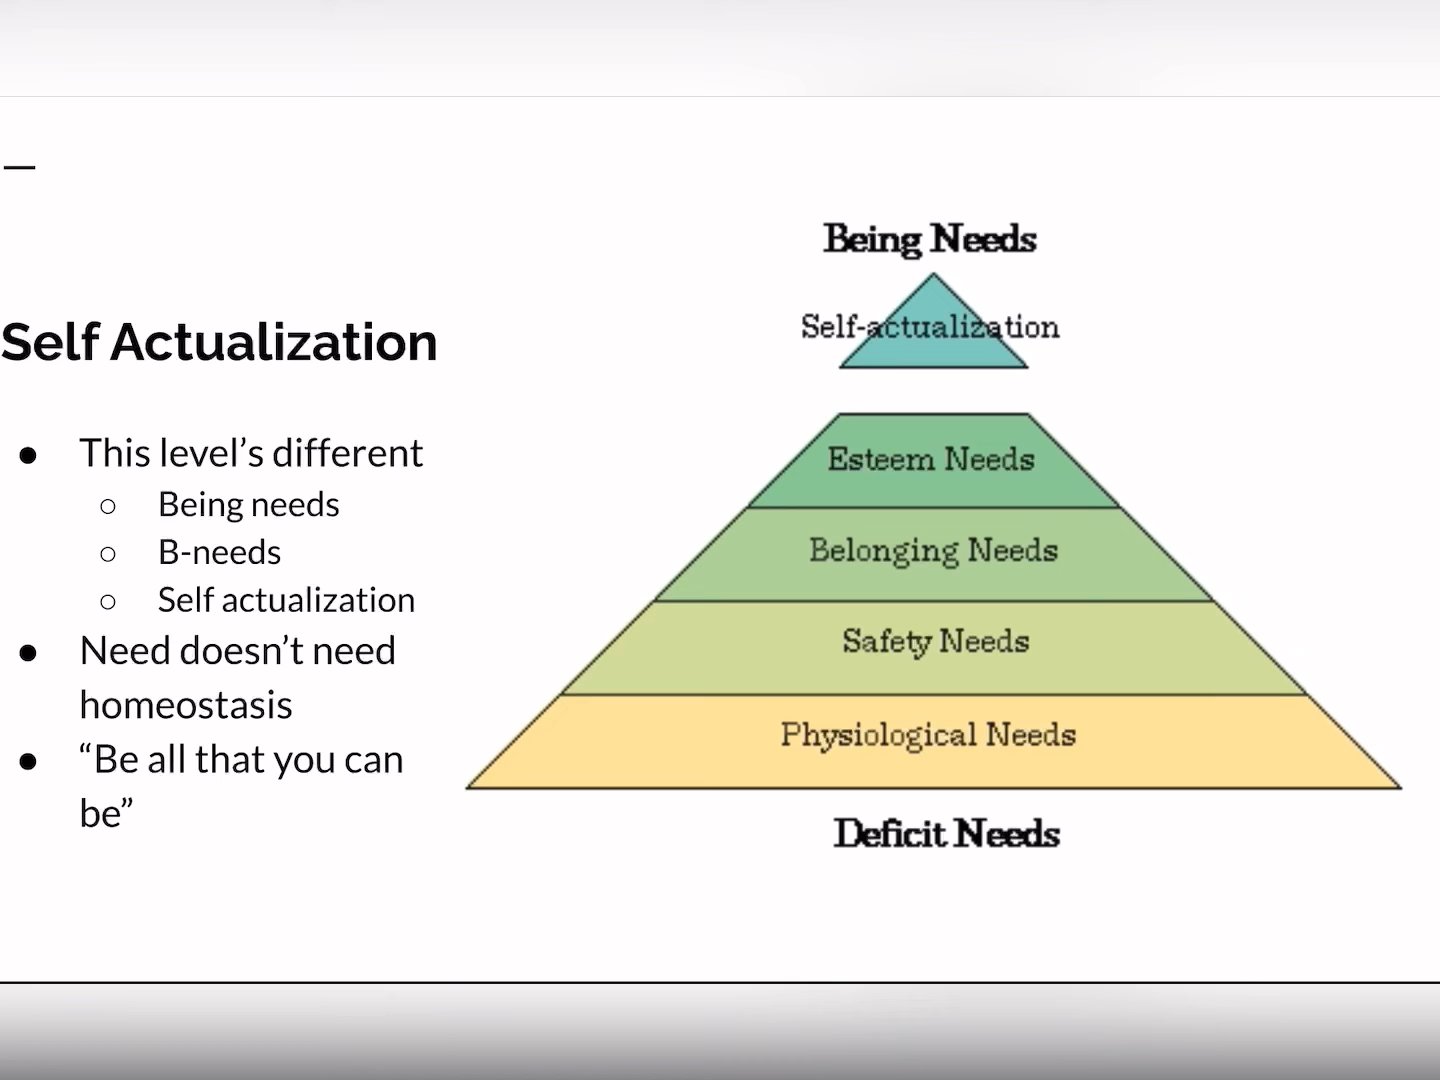 Self Actualization
● This level’s different
○ Being needs
○ B-needs
○ Self actualization
● Need doesn’t need
homeostasis
● “Be all that you can
be”
Being Needs
Self-actualization
Esteem Needs
Belonging Needs
Safety Needs
Physiological Needs
Deficit Needs